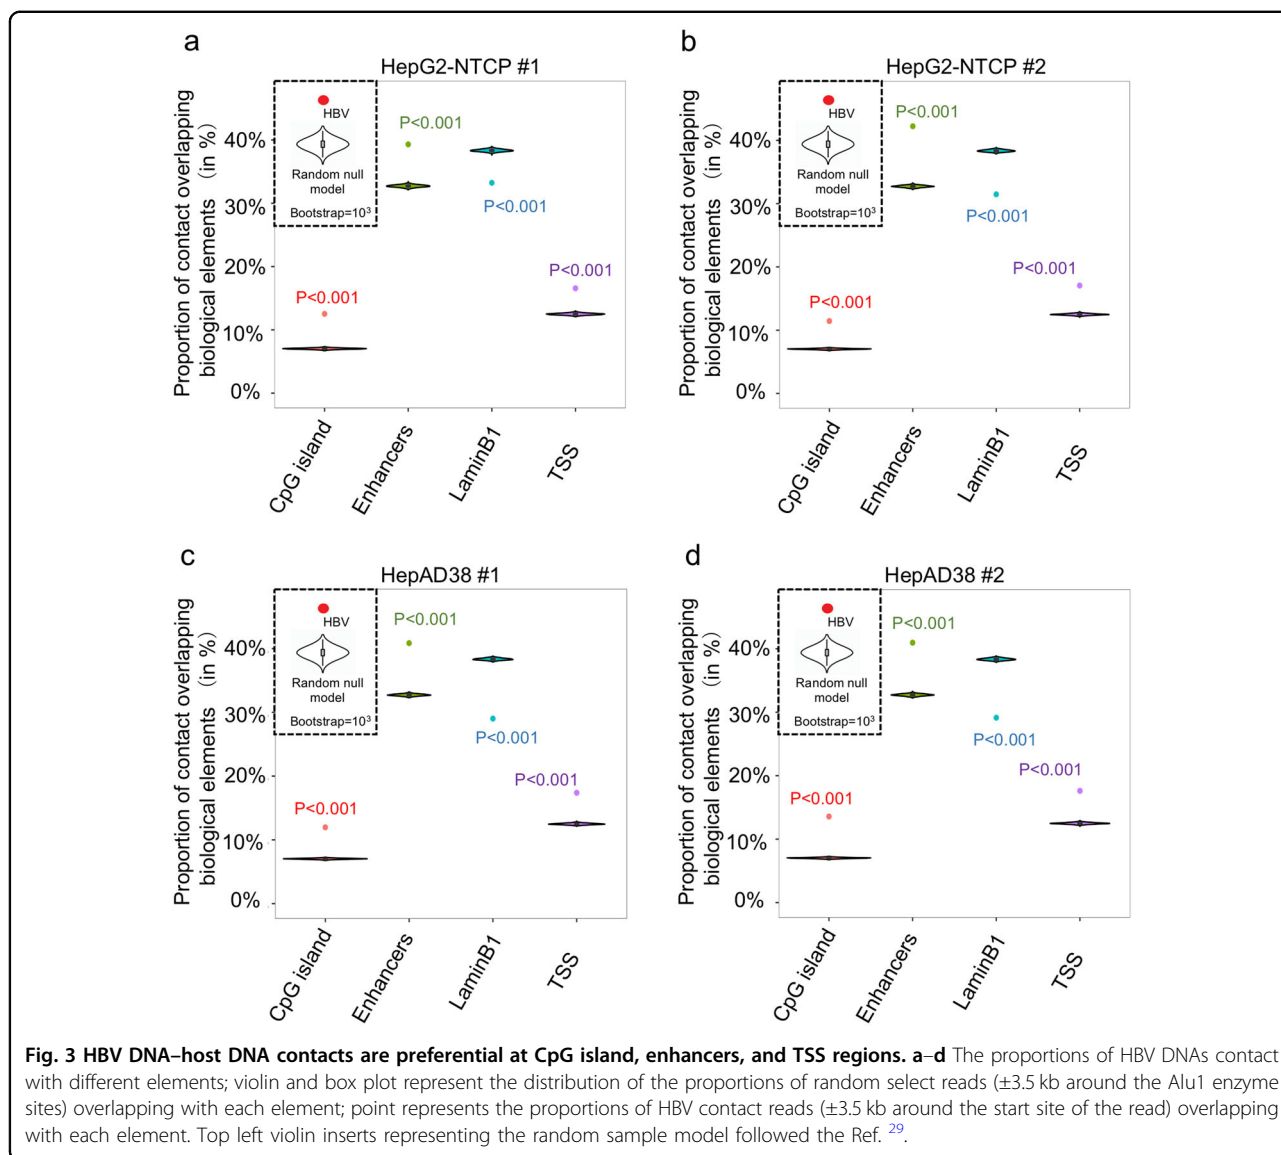 a
HepG2-NTCP #1
Proportion of contact overlapping
biological elements (in %)
40%
30%
20%
10%
0%
HBV
Random null
model
Bootstrap=10³
P<0.001
P<0.001
P<0.001
P<0.001
CpG island
Enhancers
LaminB1
TSS
b
HepG2-NTCP #2
Proportion of contact overlapping
biological elements (in %)
40%
30%
20%
10%
0%
HBV
Random null
model
Bootstrap=10³
P<0.001
P<0.001
P<0.001
P<0.001
CpG island
Enhancers
LaminB1
TSS
c
HepAD38 #1
Proportion of contact overlapping
biological elements (in %)
40%
30%
20%
10%
0%
HBV
Random null
model
Bootstrap=10³
P<0.001
P<0.001
P<0.001
P<0.001
CpG island
Enhancers
LaminB1
TSS
d
HepAD38 #2
Proportion of contact overlapping
biological elements (in %)
40%
30%
20%
10%
0%
HBV
Random null
model
Bootstrap=10³
P<0.001
P<0.001
P<0.001
P<0.001
CpG island
Enhancers
LaminB1
TSS
Fig. 3 HBV DNA–host DNA contacts are preferential at CpG island, enhancers, and TSS regions. a–d The proportions of HBV DNAs contact
with different elements; violin and box plot represent the distribution of the proportions of random select reads (±3.5 kb around the Alu1 enzyme
sites) overlapping with each element; point represents the proportions of HBV contact reads (±3.5 kb around the start site of the read) overlapping
with each element. Top left violin inserts representing the random sample model followed the Ref. ²⁹.